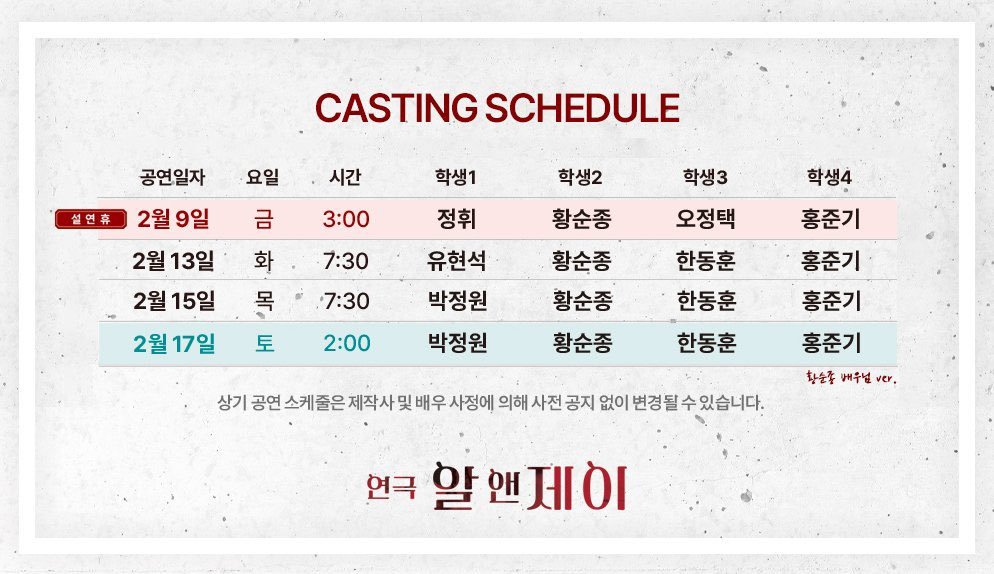 CASTING SCHEDULE
공연일자 요일 시간 학생1 학생2 학생3 학생4
설연휴 2월 9일 금 3:00 정휘 황순종 오정택 홍준기
2월 13일 화 7:30 유현석 황순종 한동훈 홍준기
2월 15일 목 7:30 박정원 황순종 한동훈 홍준기
2월 17일 토 2:00 박정원 황순종 한동훈 홍준기
황순종 배우님 ver.
상기 공연 스케줄은 제작사 및 배우 사정에 의해 사전 공지 없이 변경될 수 있습니다.
연극 알앤제이